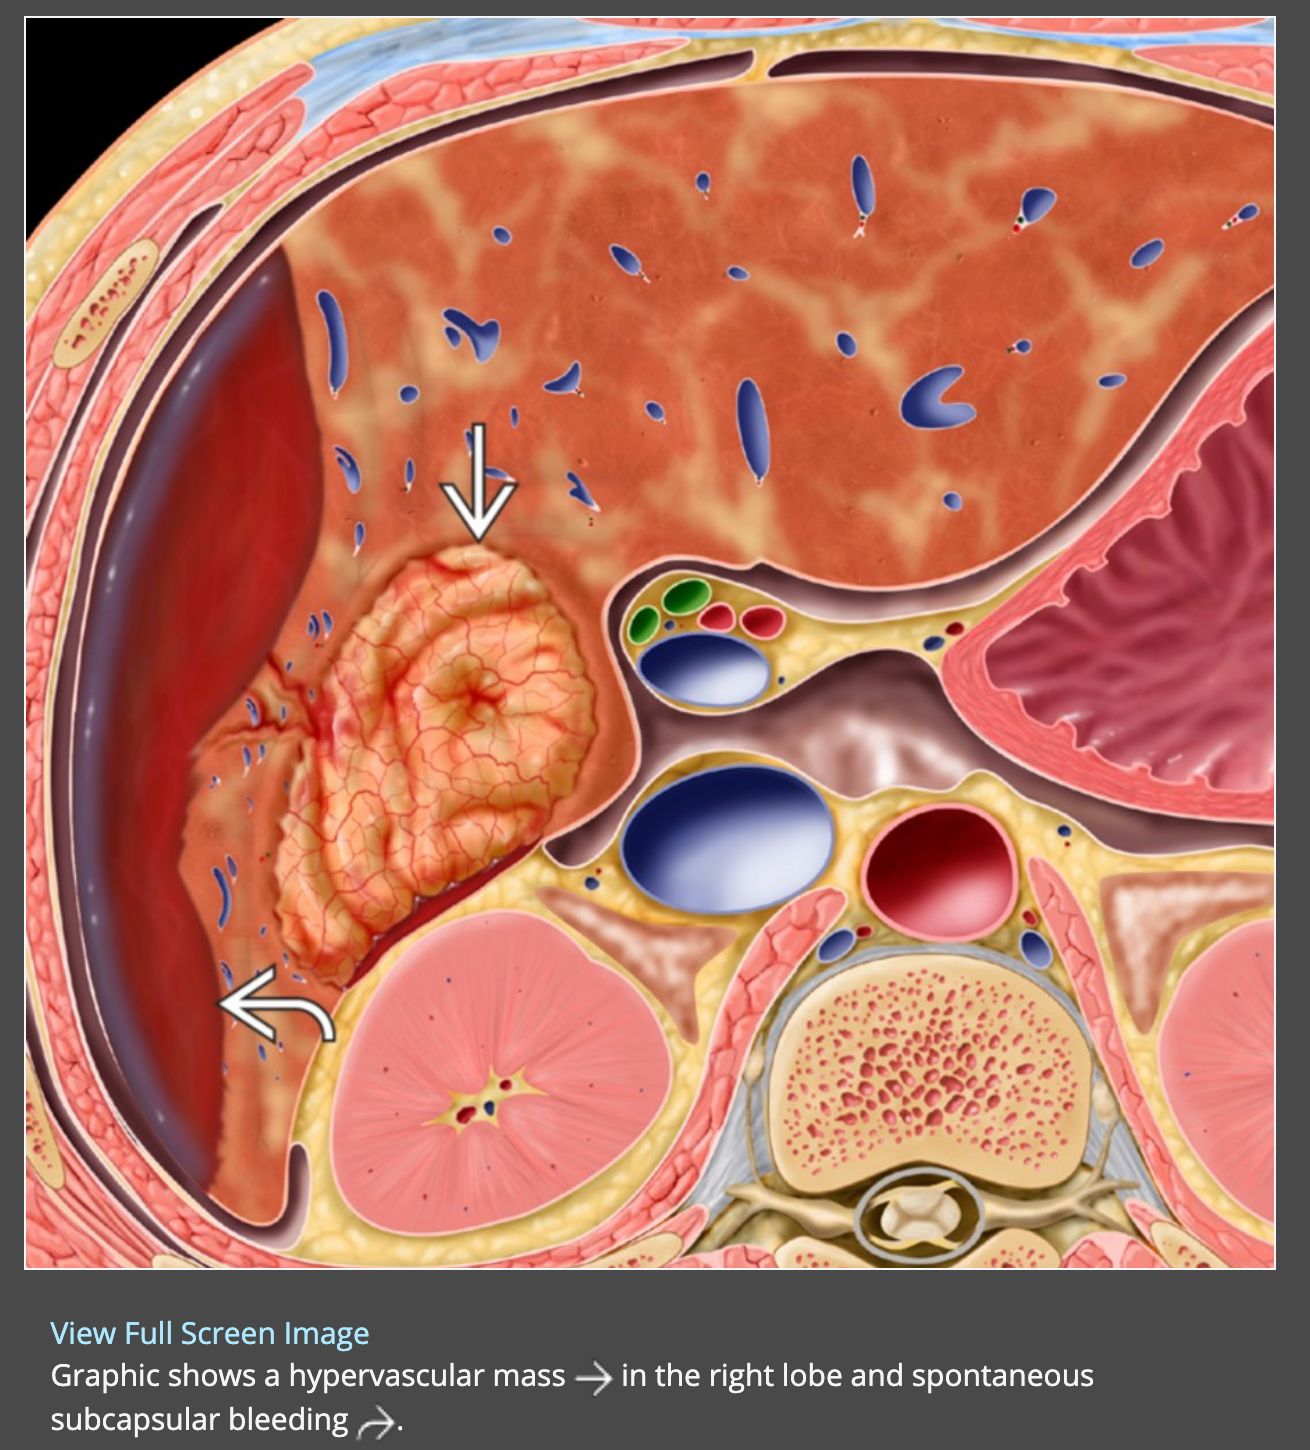 View Full Screen Image
Graphic shows a hypervascular mass → in the right lobe and spontaneous
subcapsular bleeding ↷.